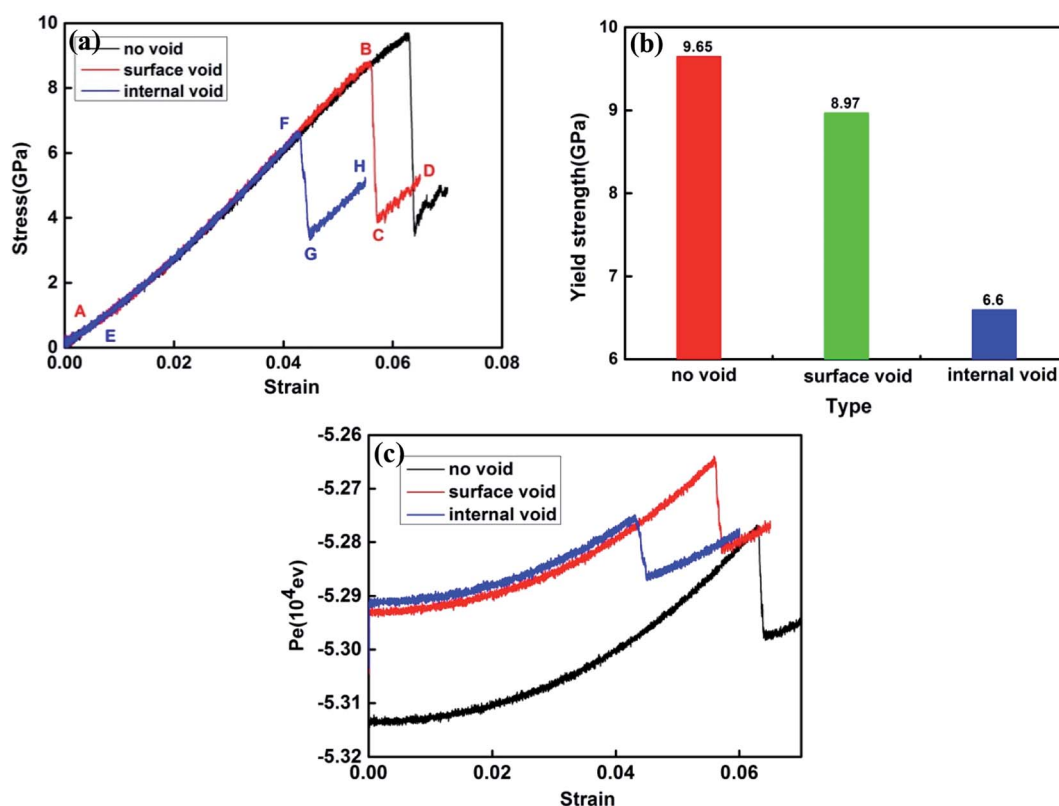 (a)
no void
surface void
internal void
10
8
6
4
2
0
Stress(GPa)
A
B
C
D
E
F
G
H
0.00
0.02
0.04
0.06
0.08
Strain
(b)
10
9
8
7
6
Yield strength(GPa)
9.65
8.97
6.6
no void
surface void
internal void
Type
(c)
no void
surface void
internal void
-5.26
-5.27
-5.28
-5.29
-5.30
-5.31
-5.32
Pe(10⁴ev)
0.00
0.02
0.04
0.06
Strain